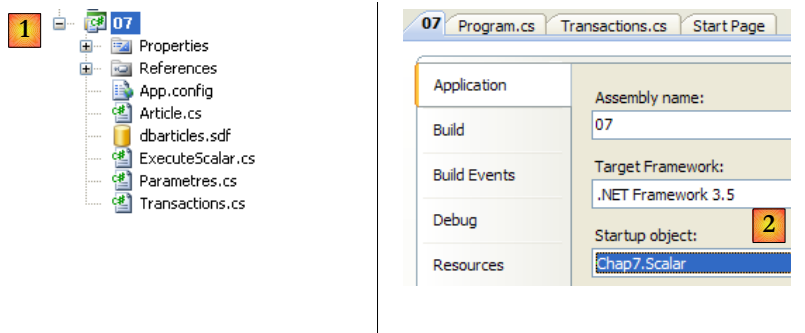 1
07
Properties
References
App.config
Article.cs
dbarticles.sdf
ExecuteScalar.cs
Parametres.cs
Transactions.cs
07 Program.cs Transactions.cs Start Page
Application
Build
Build Events
Debug
Resources
Assembly name:
07
Target Framework:
.NET Framework 3.5
2
Startup object:
Chap7.Scalar